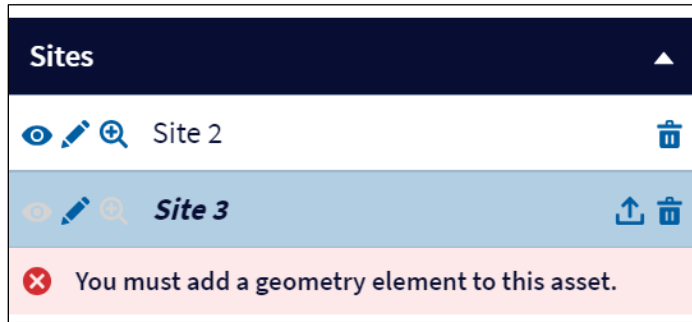 Sites
Site 2
Site 3
You must add a geometry element to this asset.